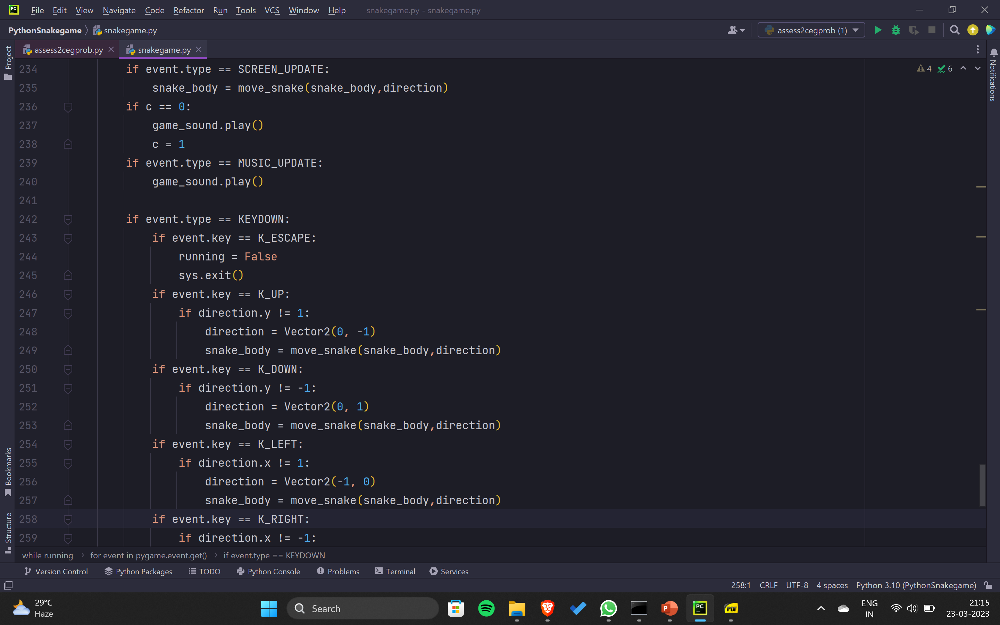 PC File Edit View Navigate Code Refactor Run Tools VCS Window Help snakegame.py - snakegame.py
PythonSnakegame snakegame.py assess2cegprob (1)
assess2cegprob.py snakegame.py
Project
Notifications
4 6
234 if event.type == SCREEN_UPDATE:
235 snake_body = move_snake(snake_body,direction)
236 if c == 0:
237 game_sound.play()
238 c = 1
239 if event.type == MUSIC_UPDATE:
240 game_sound.play()
241
242 if event.type == KEYDOWN:
243 if event.key == K_ESCAPE:
244 running = False
245 sys.exit()
246 if event.key == K_UP:
247 if direction.y != 1:
248 direction = Vector2(0, -1)
249 snake_body = move_snake(snake_body,direction)
250 if event.key == K_DOWN:
251 if direction.y != -1:
252 direction = Vector2(0, 1)
253 snake_body = move_snake(snake_body,direction)
254 if event.key == K_LEFT:
255 if direction.x != 1:
256 direction = Vector2(-1, 0)
257 snake_body = move_snake(snake_body,direction)
258 if event.key == K_RIGHT:
259 if direction.x != -1:
Bookmarks
Structure
while running for event in pygame.event.get() if event.type == KEYDOWN
Version Control Python Packages TODO Python Console Problems Terminal Services
258:1 CRLF UTF-8 4 spaces Python 3.10 (PythonSnakegame)
29°C
Haze
Search
P
PC
PDF
ENG
IN
21:15
23-03-2023